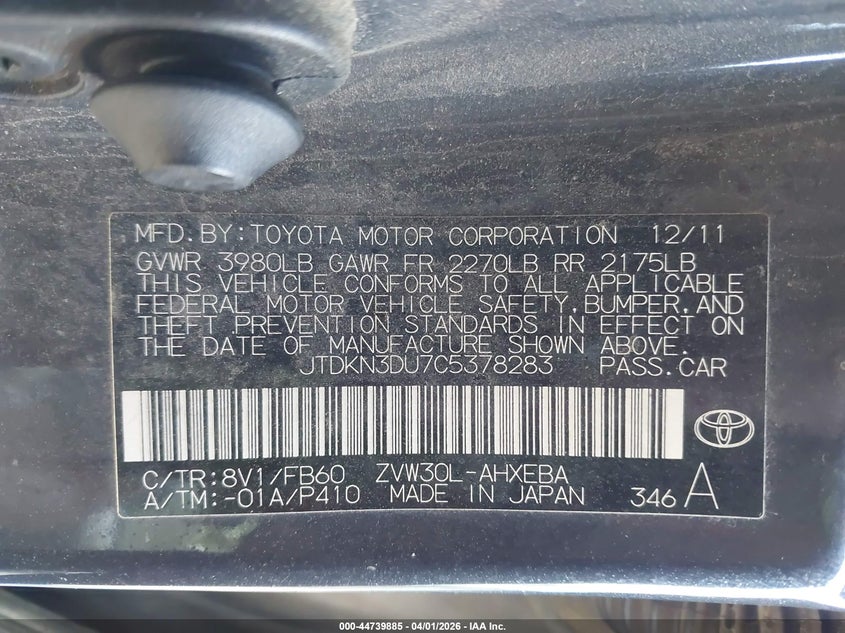 MFD.BY:TOYOTA MOTOR CORPORATION 12/11
GVWR 3980LB GAWR FR 2270LB RR 2175LB
THIS VEHICLE CONFORMS TO ALL APPLICABLE
FEDERAL MOTOR VEHICLE SAFETY,BUMPER,AND
THEFT PREVENTION STANDARDS IN EFFECT ON
THE DATE OF MANUFACTURE SHOWN ABOVE.
JTDKN3DU7C5378283 PASS.CAR
C/TR:8V1/FB60 ZVW30L-AHXEBA
A/TM:-01A/P410 MADE IN JAPAN 346 A
000-44739885 - 04/01/2026 - IAA Inc.